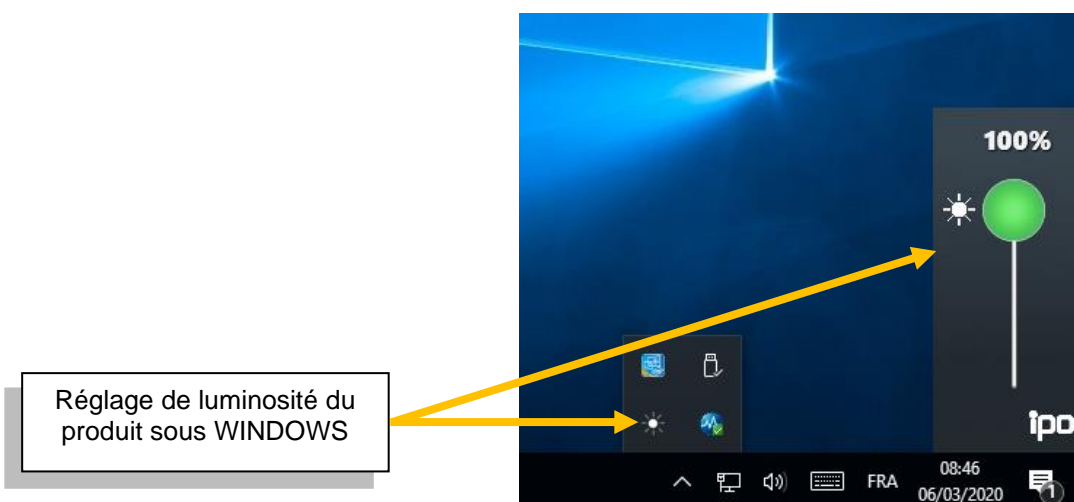 100%
Réglage de luminosité du
produit sous WINDOWS
ipo
FRA
08:46
06/03/2020
1